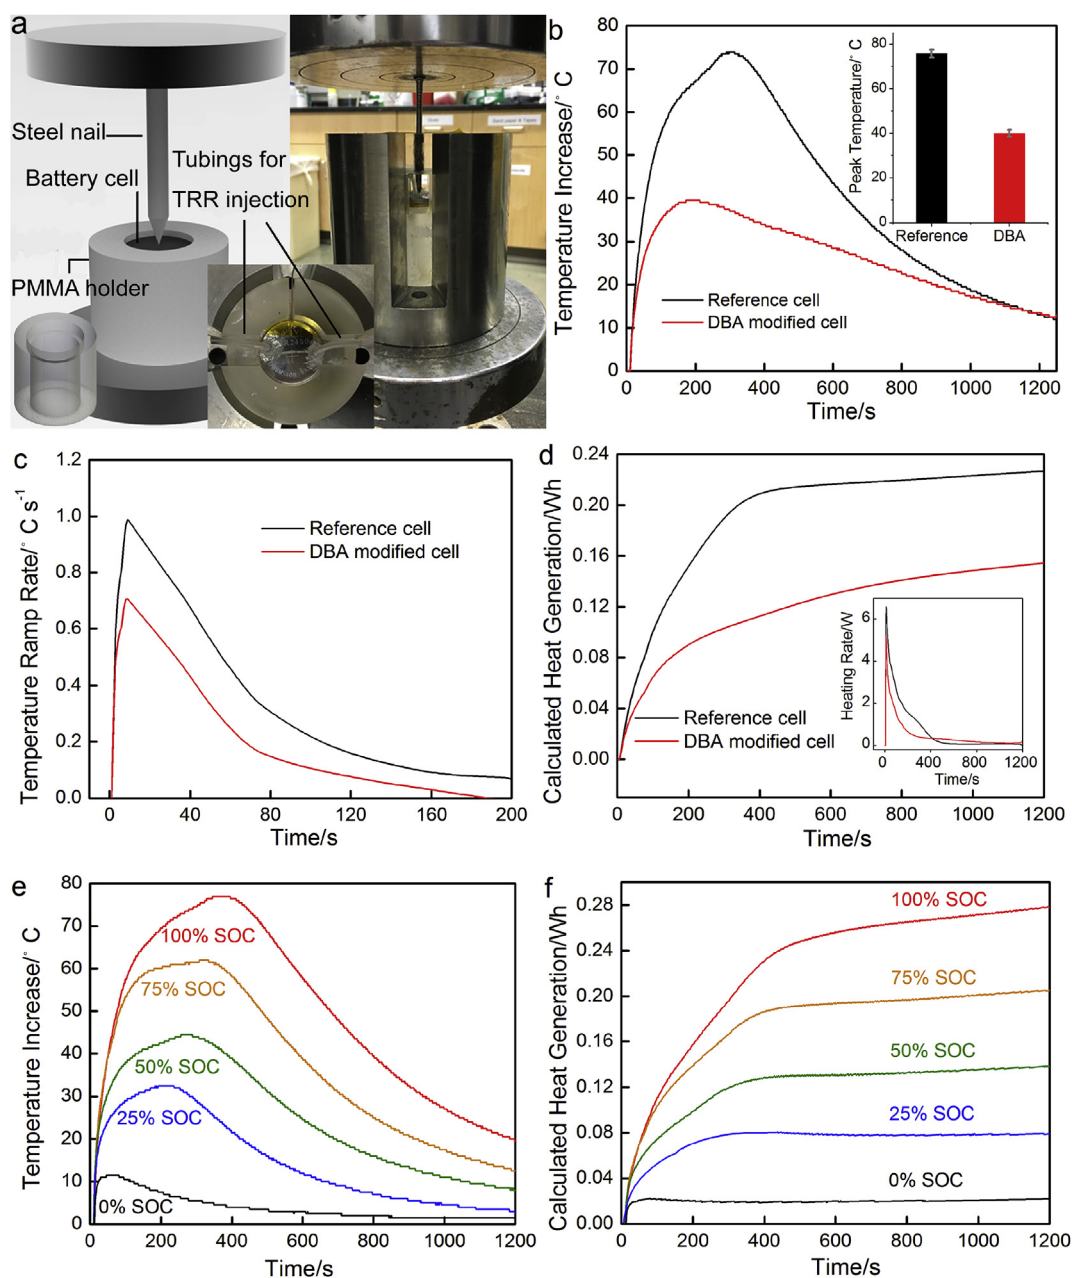 a
Steel nail
Battery cell
Tubings for
TRR injection
PMMA holder
b
Temperature Increase/°C
80
70
60
50
40
30
20
10
0
0
200
400
600
800
1000
1200
Time/s
Reference cell
DBA modified cell
Peak Temperature/°C
80
60
40
20
0
Reference
DBA
c
Temperature Ramp Rate/°C s-1
1.2
1.0
0.8
0.6
0.4
0.2
0.0
0
40
80
120
160
200
Time/s
Reference cell
DBA modified cell
d
Calculated Heat Generation/Wh
0.24
0.20
0.16
0.12
0.08
0.04
0.00
0
200
400
600
800
1000
1200
Time/s
Reference cell
DBA modified cell
Heating Rate/W
6
4
2
0
0
400
800
1200
Time/s
e
Temperature Increase/°C
80
70
60
50
40
30
20
10
0
0
200
400
600
800
1000
1200
Time/s
100% SOC
75% SOC
50% SOC
25% SOC
0% SOC
f
Calculated Heat Generation/Wh
0.28
0.24
0.20
0.16
0.12
0.08
0.04
0.00
0
200
400
600
800
1000
1200
Time/s
100% SOC
75% SOC
50% SOC
25% SOC
0% SOC